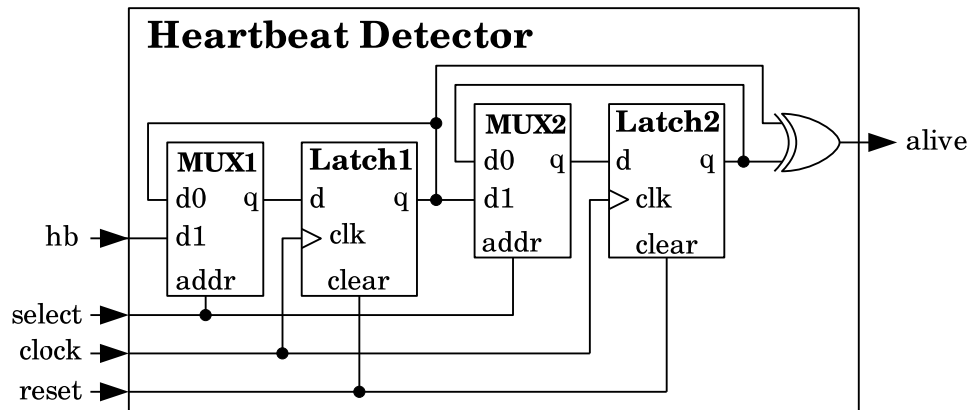 Heartbeat Detector
MUX1
d0 q
d1
addr
Latch1
d q
clk
clear
MUX2
d0 q
d1
addr
Latch2
d q
clk
clear
alive
hb
select
clock
reset